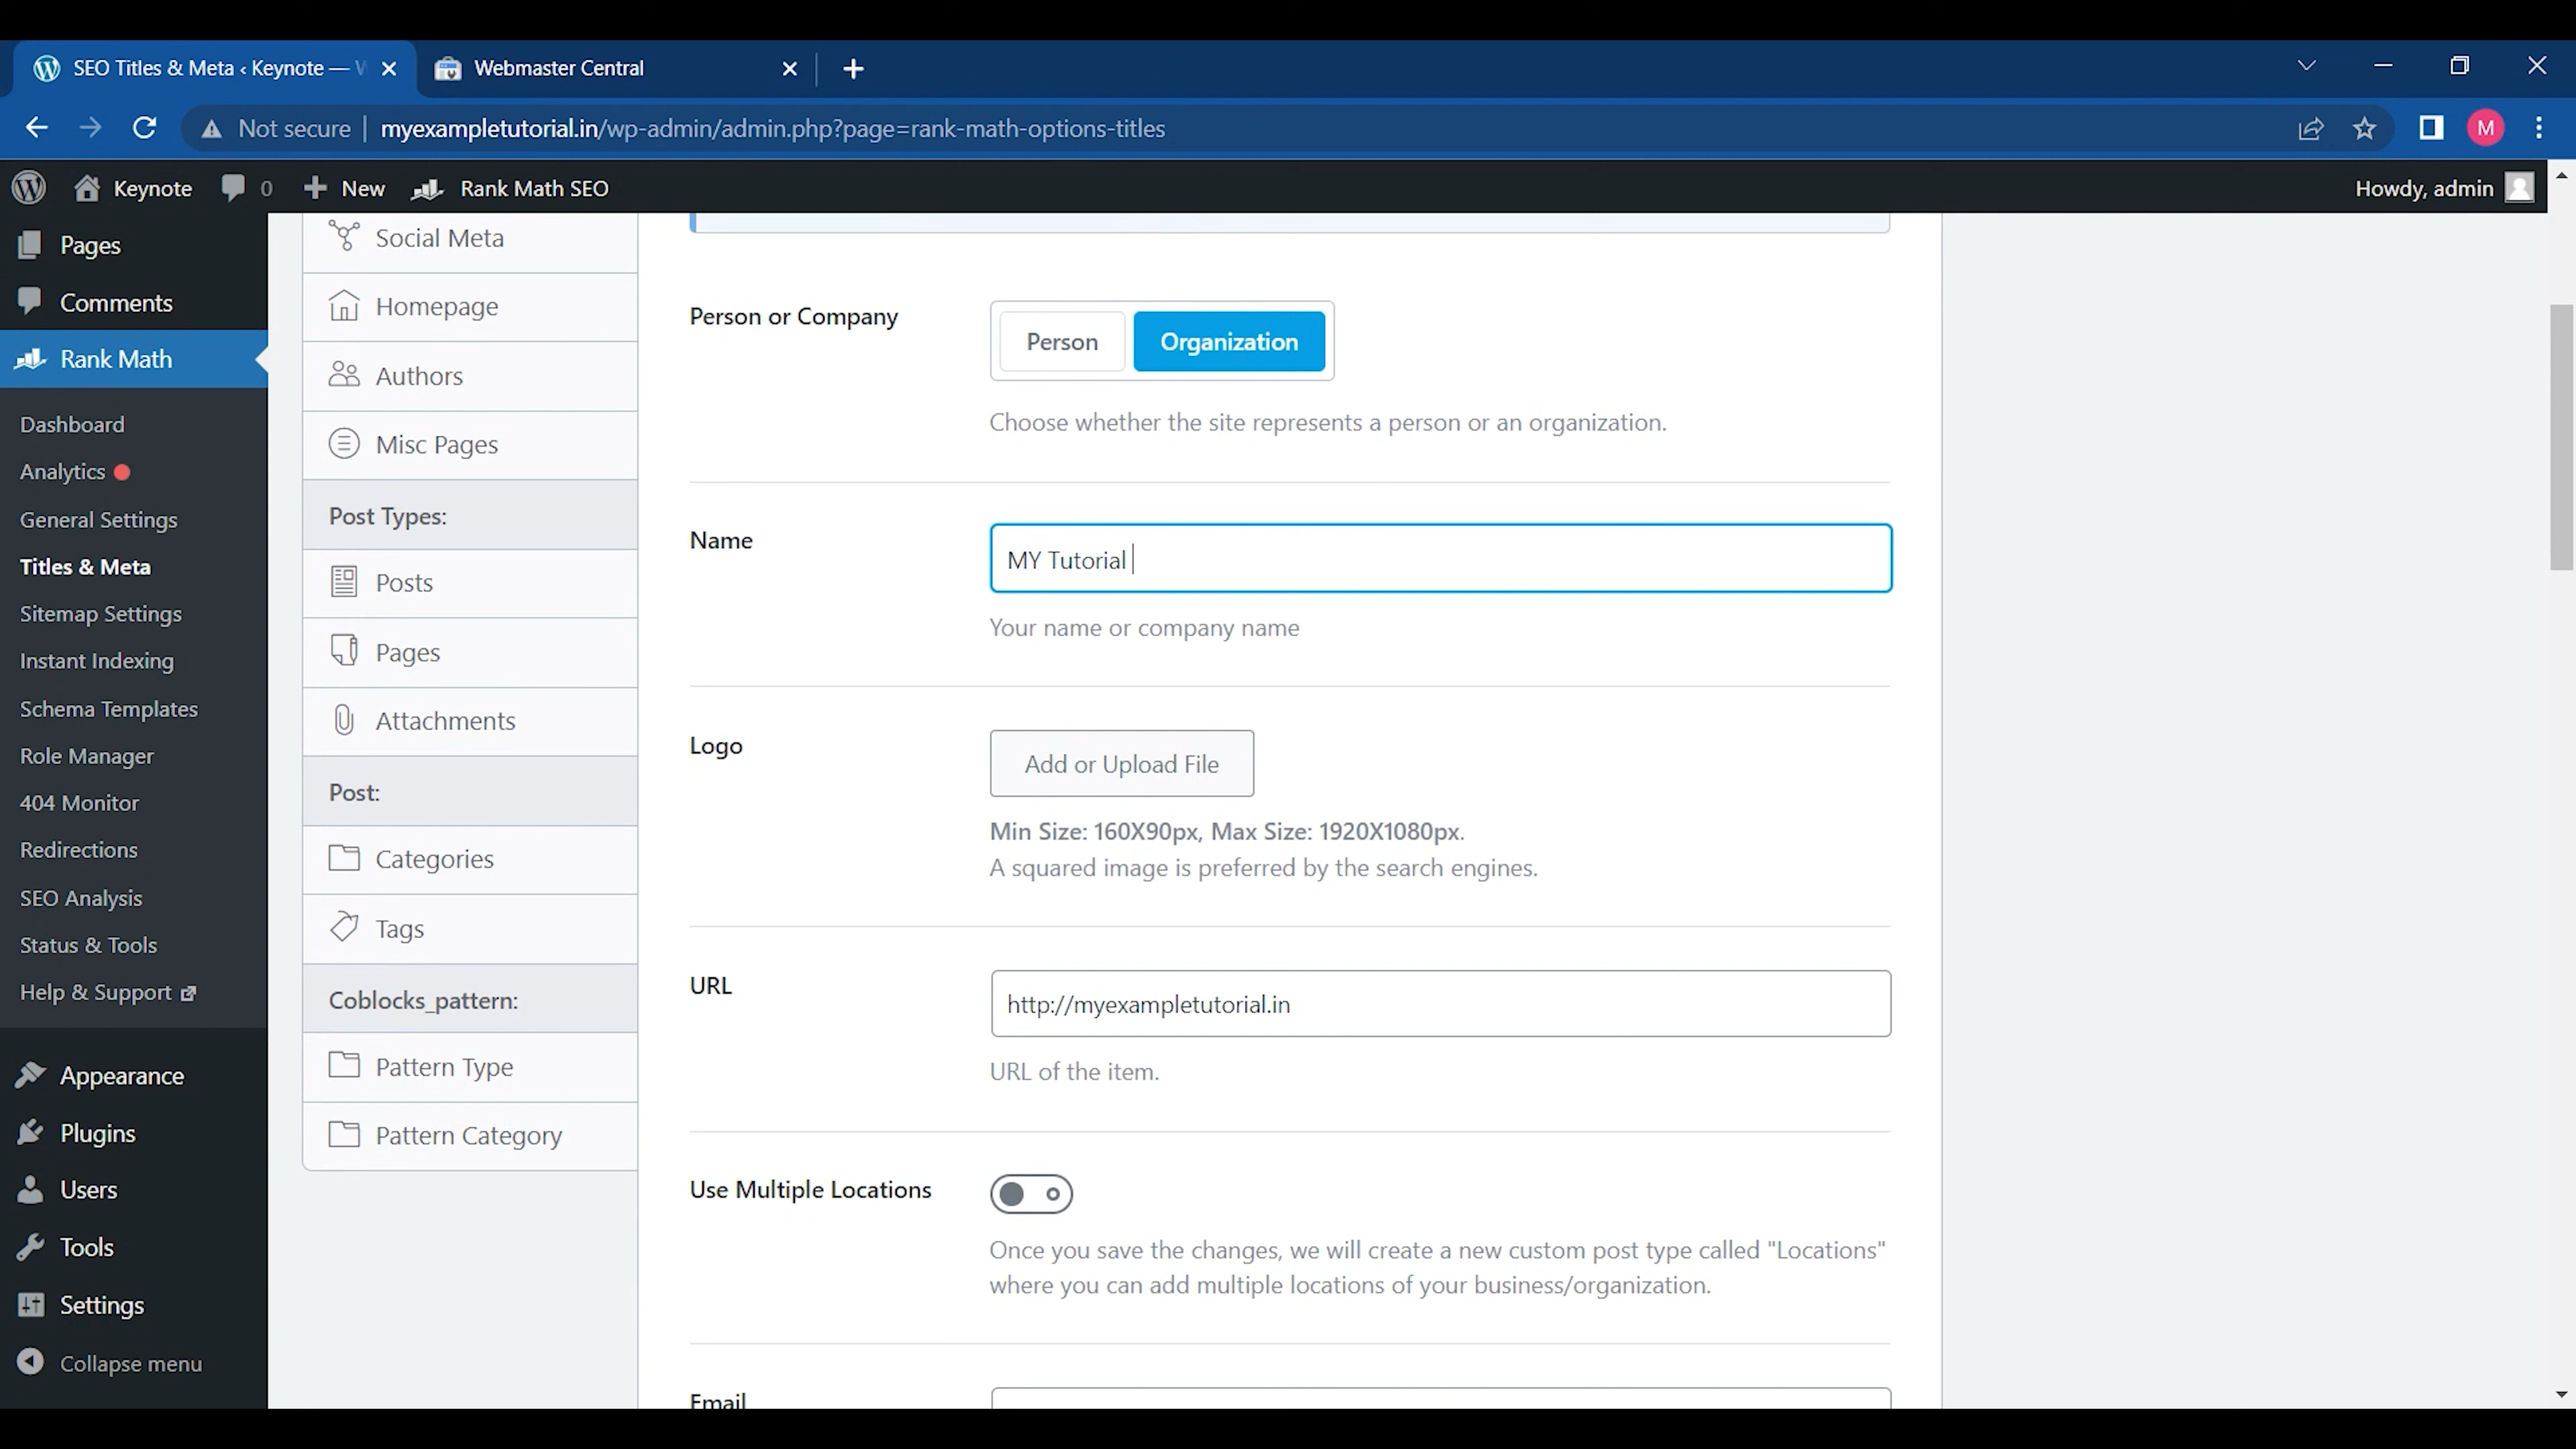 SEO Titles & Meta ‹ Keynote — W
Webmaster Central
Not secure
myexampletutorial.in/wp-admin/admin.php?page=rank-math-options-titles
M
Keynote
0
New
Rank Math SEO
Howdy, admin
Pages
Comments
Rank Math
Dashboard
Analytics
General Settings
Titles & Meta
Sitemap Settings
Instant Indexing
Schema Templates
Role Manager
404 Monitor
Redirections
SEO Analysis
Status & Tools
Help & Support
Appearance
Plugins
Users
Tools
Settings
Collapse menu
Social Meta
Homepage
Authors
Misc Pages
Post Types:
Posts
Pages
Attachments
Post:
Categories
Tags
Coblocks_pattern:
Pattern Type
Pattern Category
Person or Company
Person
Organization
Choose whether the site represents a person or an organization.
Name
MY Tutorial
Your name or company name
Logo
Add or Upload File
Min Size: 160X90px, Max Size: 1920X1080px.
A squared image is preferred by the search engines.
URL
http://myexampletutorial.in
URL of the item.
Use Multiple Locations
Once you save the changes, we will create a new custom post type called "Locations"
where you can add multiple locations of your business/organization.
Email